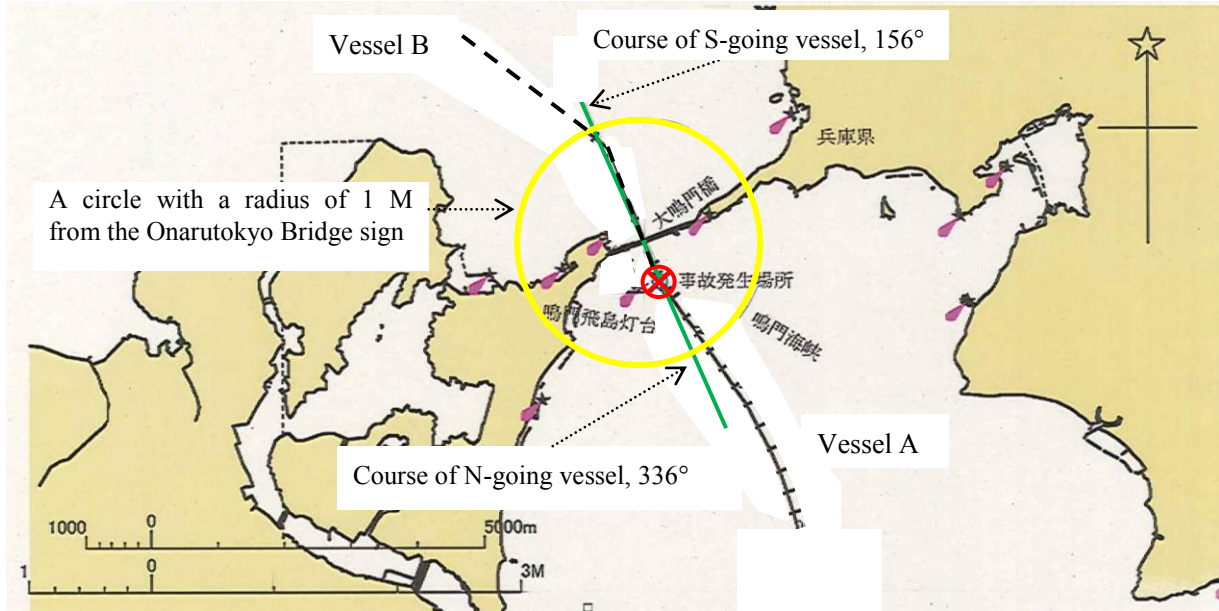 Vessel B
Course of S-going vessel, 156°
兵庫県
A circle with a radius of 1 M
from the Onarutokyo Bridge sign
大鳴門橋
事故発生場所
鳴門飛島灯台
鳴門海峡
Vessel A
Course of N-going vessel, 336°
1000 0 5000m
1 0 3M